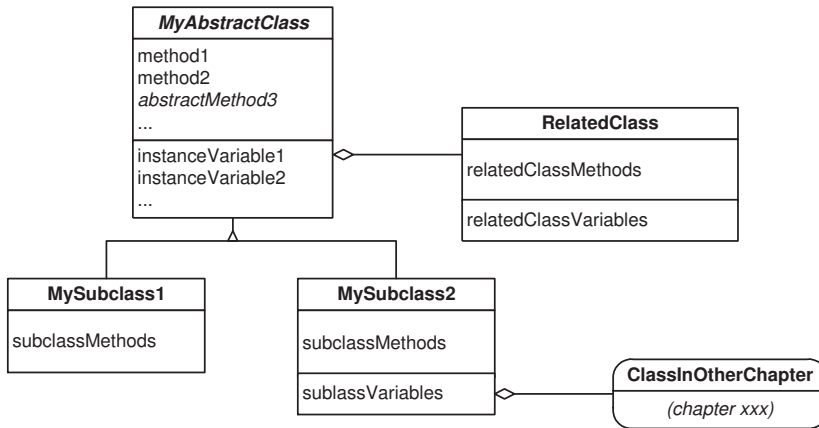 MyAbstractClass
method1
method2
abstractMethod3
...
instanceVariable1
instanceVariable2
...
RelatedClass
relatedClassMethods
relatedClassVariables
MySubclass1
subclassMethods
MySubclass2
subclassMethods
sublassVariables
ClassInOtherChapter
(chapter xxx)